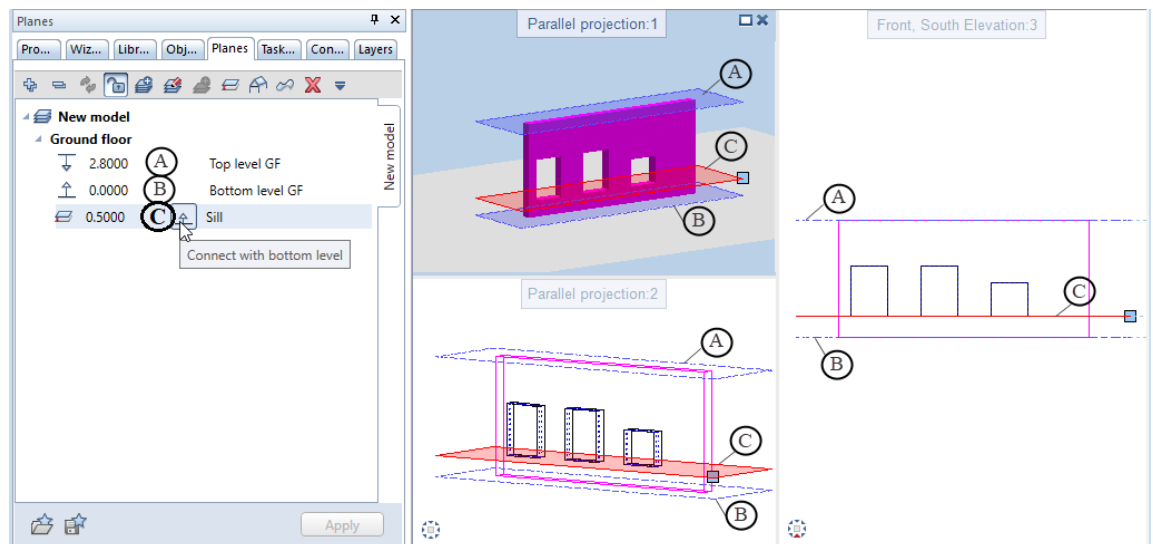 Planes
Pro... Wiz... Libr... Obj... Planes Task... Con... Layers
New model
Ground floor
2.8000 A Top level GF
0.0000 B Bottom level GF
0.5000 C Sill
Connect with bottom level
New model
Apply
Parallel projection:1
A
C
B
Parallel projection:2
A
C
B
Front, South Elevation:3
A
C
B